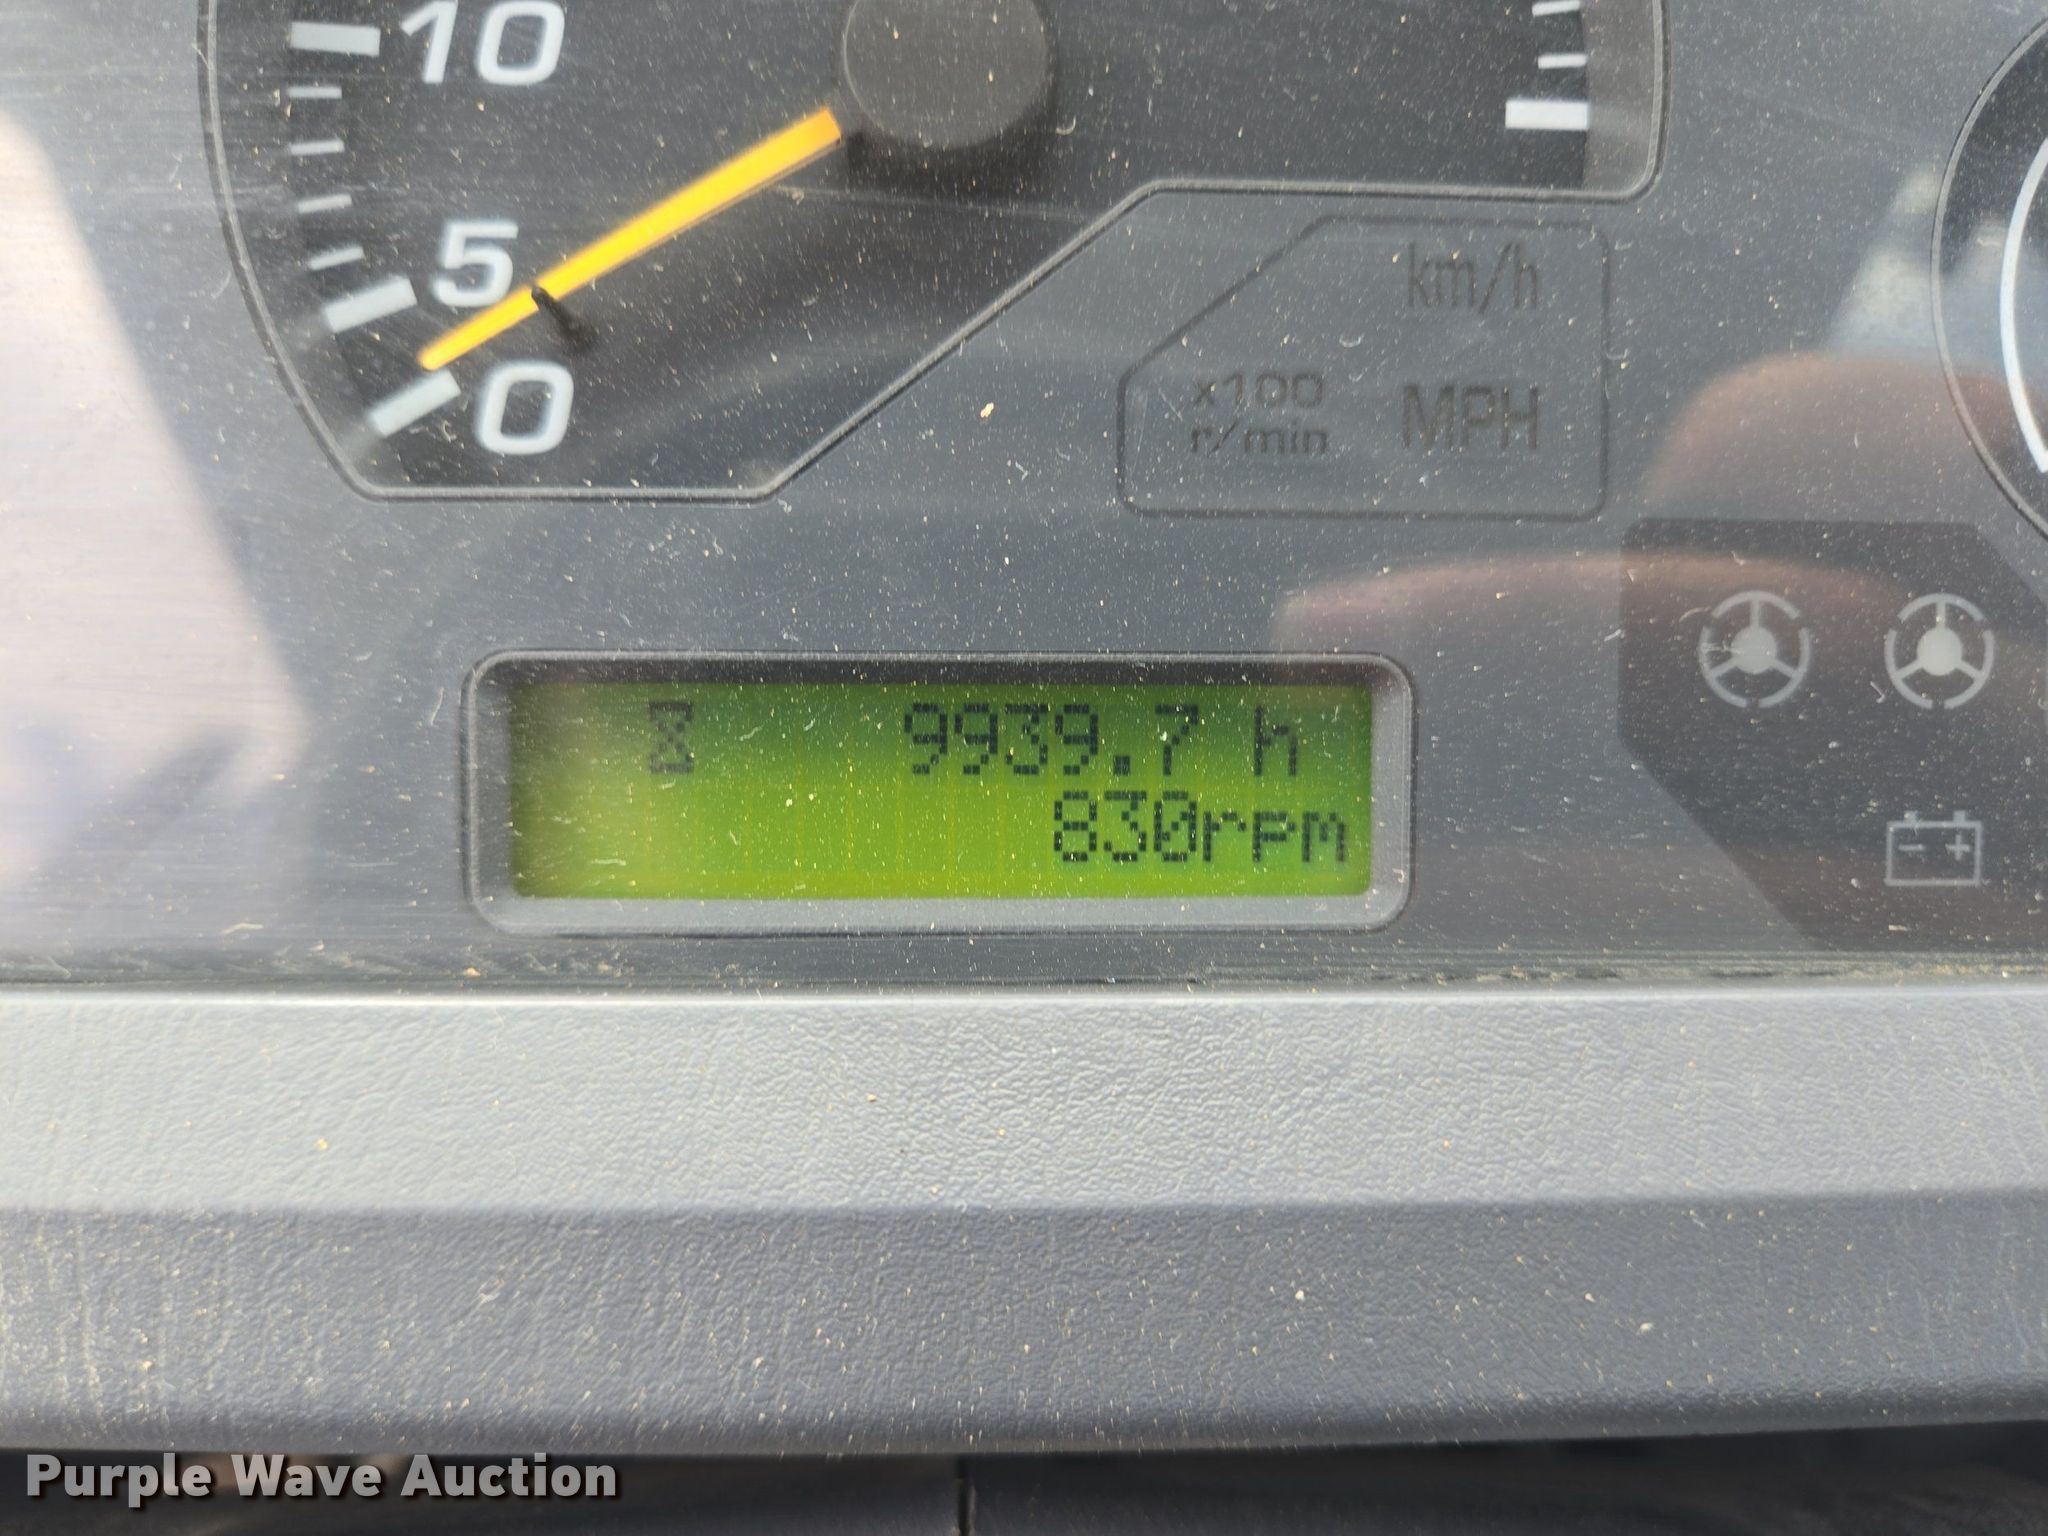 10
5
0
km/h
x100
r/min
MPH
9939.7 h
830rpm
- +
Purple Wave Auction